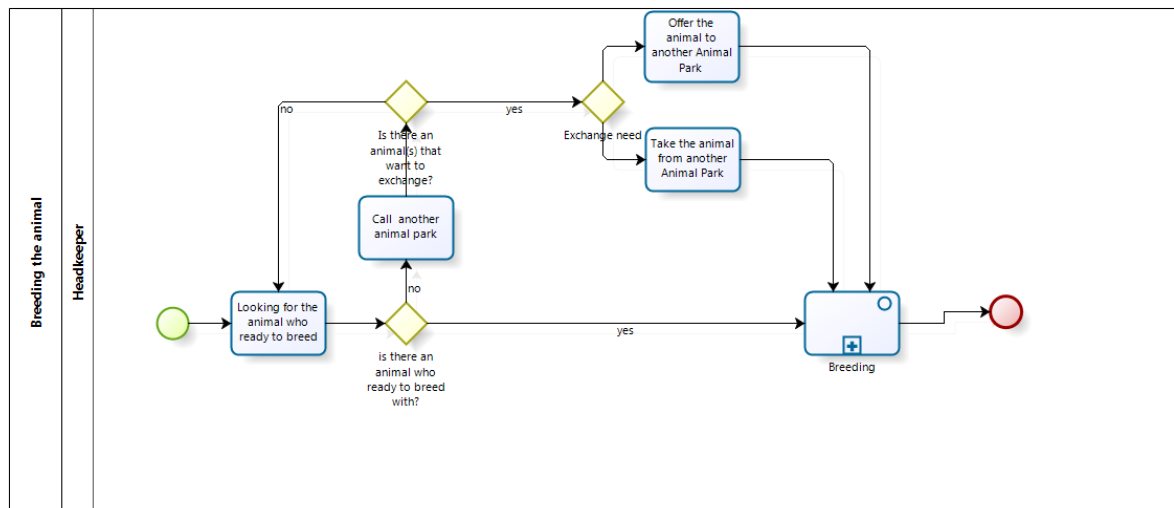 Breeding the animal
Headkeeper
Offer the
animal to
another Animal
Park
no
yes
Is there an
animal(s) that
want to
exchange?
Exchange need
Take the animal
from another
Animal Park
Call another
animal park
no
Looking for the
animal who
ready to breed
yes
is there an
animal who
ready to breed
with?
Breeding